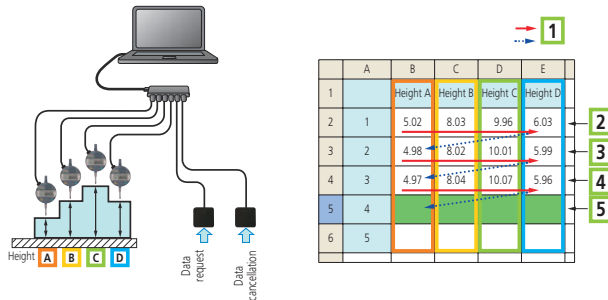 Height A B C D
Data request
Data cancellation
1
A B C D E
1 Height A Height B Height C Height D
2 1 5.02 8.03 9.96 6.03 2
3 2 4.98 8.02 10.01 5.99 3
4 3 4.97 8.04 10.07 5.96 4
5 4 5
6 5